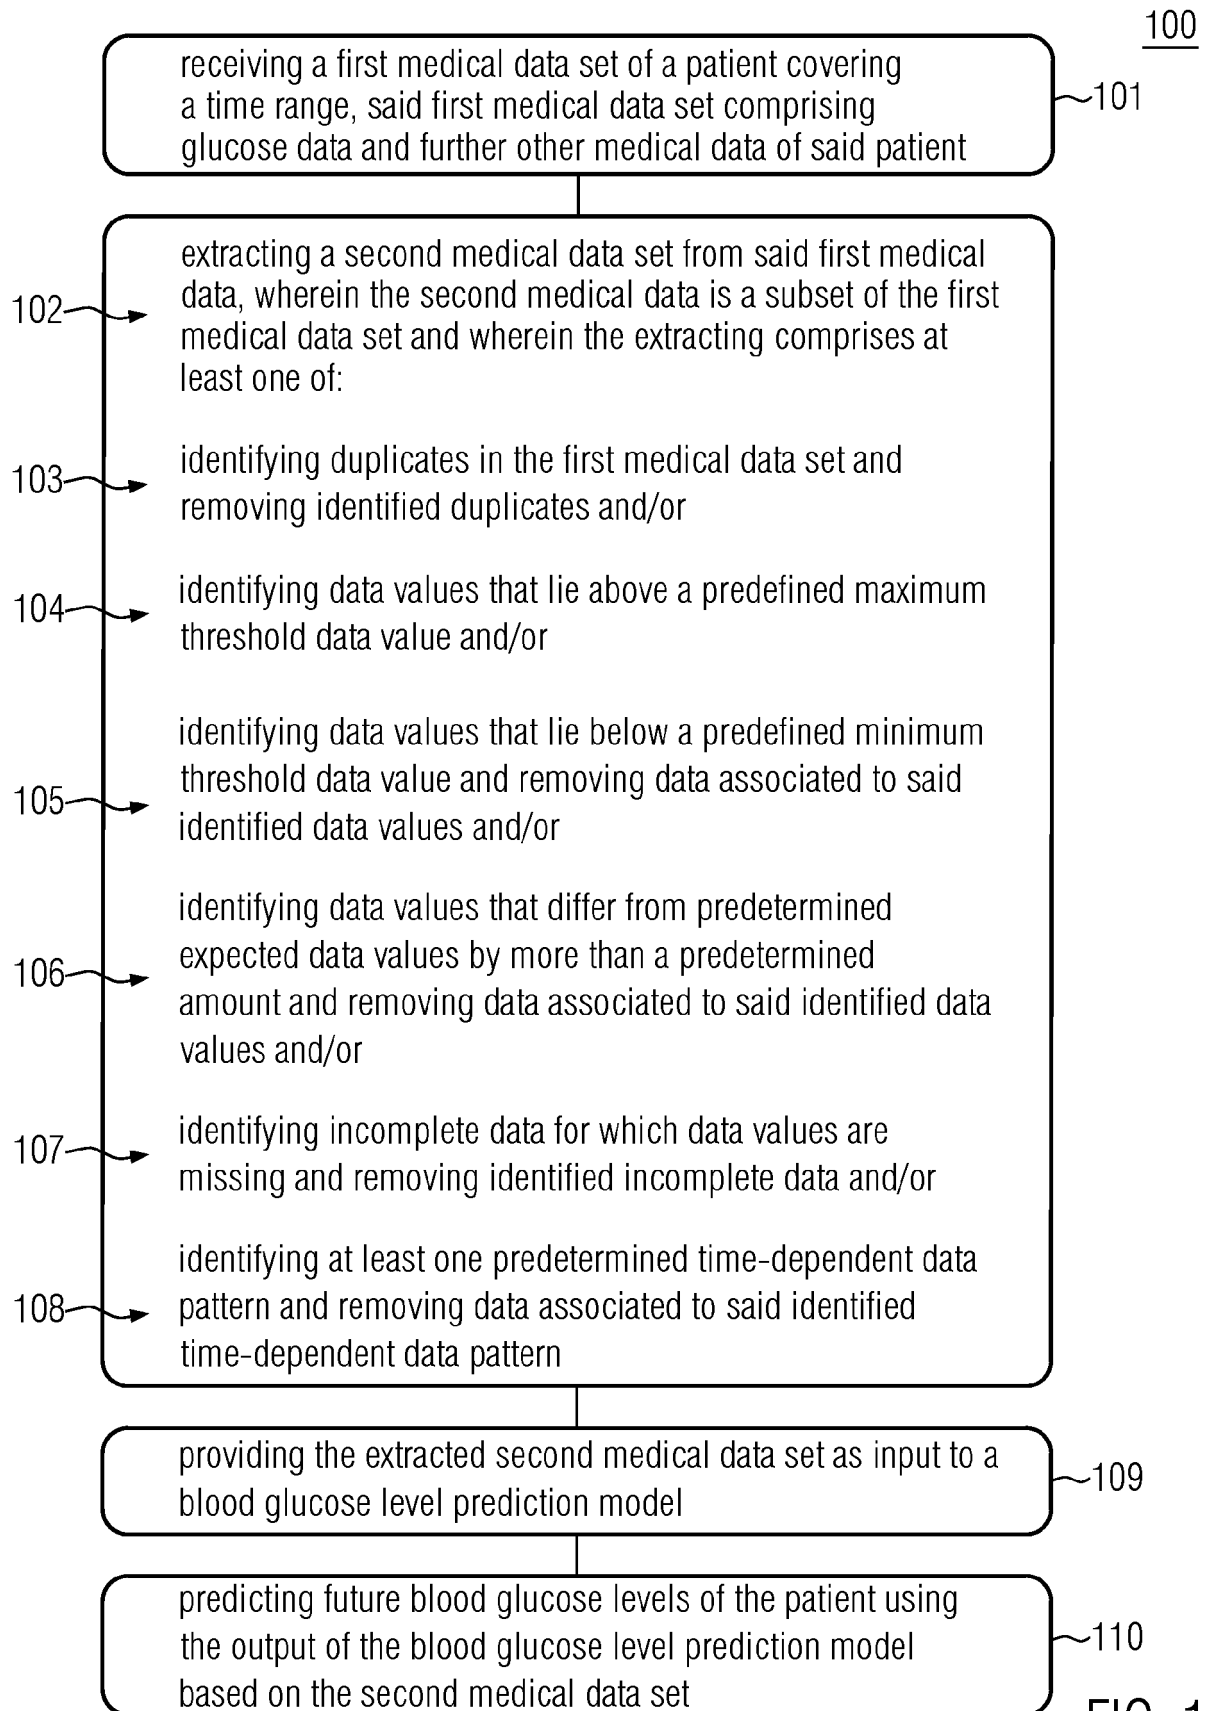 100
receiving a first medical data set of a patient covering
a time range, said first medical data set comprising
glucose data and further other medical data of said patient
101
extracting a second medical data set from said first medical
data, wherein the second medical data is a subset of the first
medical data set and wherein the extracting comprises at
least one of:
102
identifying duplicates in the first medical data set and
removing identified duplicates and/or
103
identifying data values that lie above a predefined maximum
threshold data value and/or
104
identifying data values that lie below a predefined minimum
threshold data value and removing data associated to said
identified data values and/or
105
identifying data values that differ from predetermined
expected data values by more than a predetermined
amount and removing data associated to said identified data
values and/or
106
identifying incomplete data for which data values are
missing and removing identified incomplete data and/or
107
identifying at least one predetermined time-dependent data
pattern and removing data associated to said identified
time-dependent data pattern
108
providing the extracted second medical data set as input to a
blood glucose level prediction model
109
predicting future blood glucose levels of the patient using
the output of the blood glucose level prediction model
based on the second medical data set
110
FIG. 1